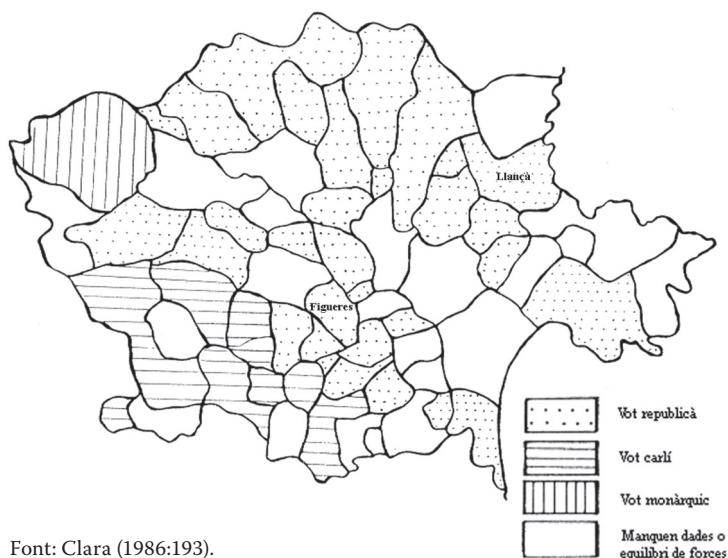 Llançà
Figueres
Vot republicà
Vot carlí
Vot monàrquic
Manquen dades o
equilibri de forces
Font: Clara (1986:193).